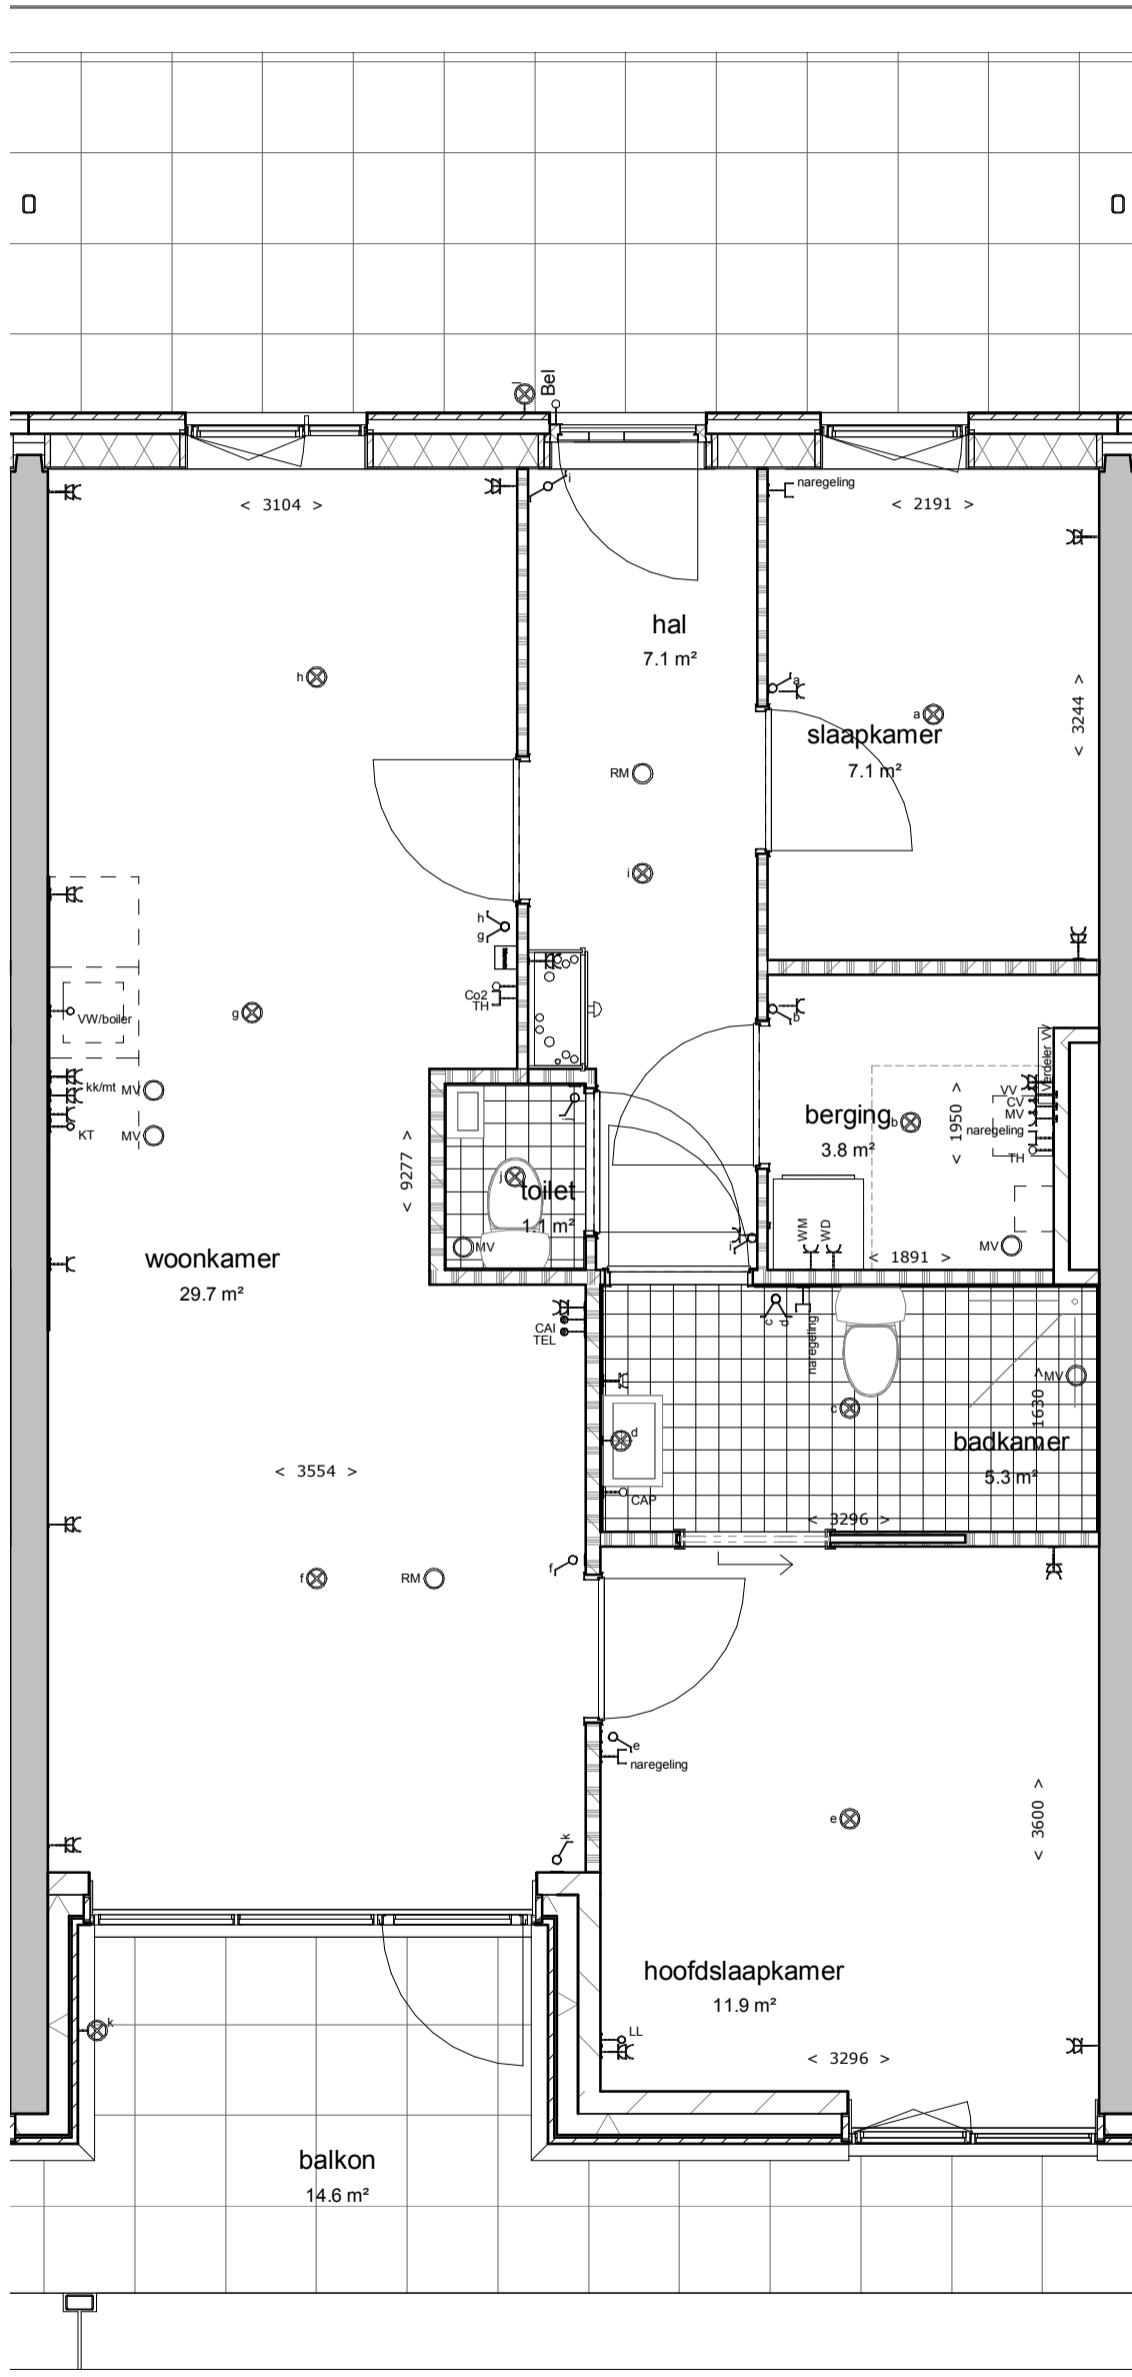 l
Bel
i
naregeling
< 3104 >
< 2191 >
hal
7.1 m²
h
a
a
< 3244 >
slaapkamer
7.1 m²
RM
i
h
g
Co2
TH
g
VW/boiler
kk/mt
MV
KT
MV
b
Verdeler VV
VV
CV
MV
naregeling
TH
berging
3.8 m²
b
< 1950 >
< 9277 >
j
j
toilet
1.1 m²
MV
WM
WD
i
MV
< 1891 >
woonkamer
29.7 m²
CAI
TEL
c
d
naregeling
MV
< 1630 >
c
d
badkamer
5.3 m²
CAP
< 3296 >
< 3554 >
f
f
RM
e
naregeling
e
< 3600 >
k
hoofdslaapkamer
11.9 m²
k
LL
< 3296 >
balkon
14.6 m²